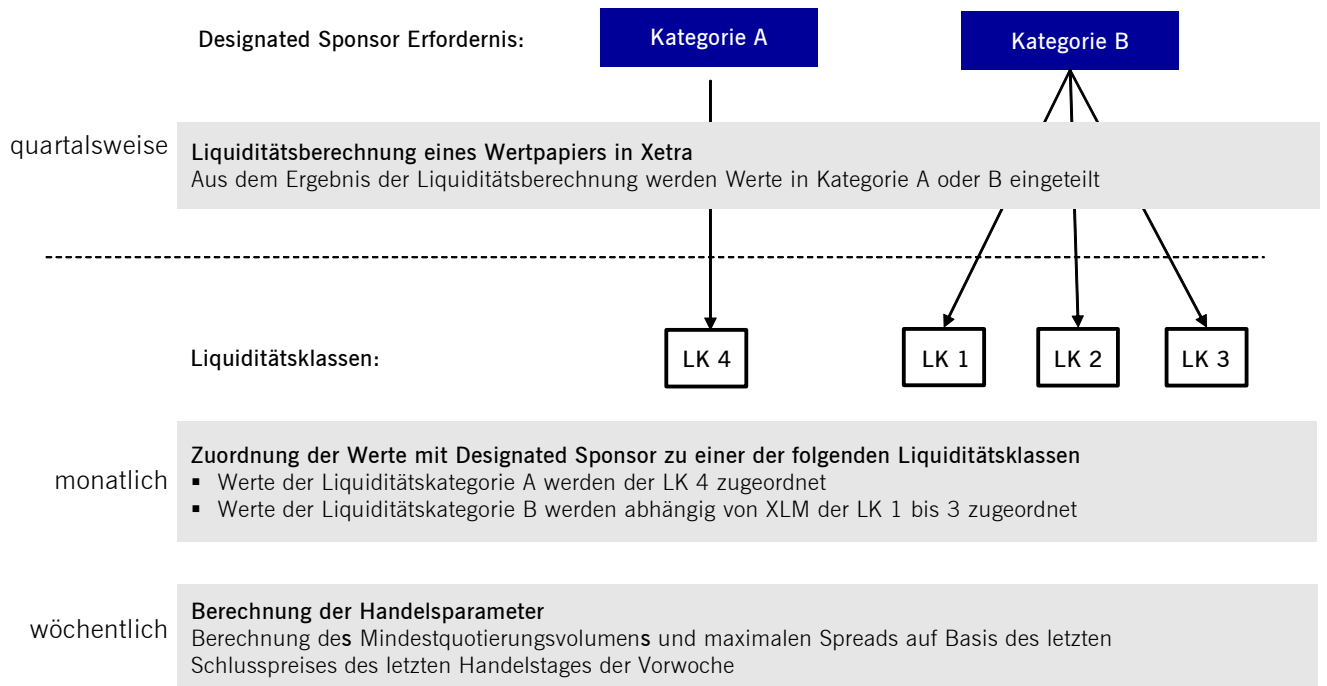 Designated Sponsor Erfordernis:
Kategorie A
Kategorie B
quartalsweise
Liquiditätsberechnung eines Wertpapiers in Xetra
Aus dem Ergebnis der Liquiditätsberechnung werden Werte in Kategorie A oder B eingeteilt
Liquiditätsklassen:
LK 4
LK 1
LK 2
LK 3
monatlich
Zuordnung der Werte mit Designated Sponsor zu einer der folgenden Liquiditätsklassen
▪ Werte der Liquiditätskategorie A werden der LK 4 zugeordnet
▪ Werte der Liquiditätskategorie B werden abhängig von XLM der LK 1 bis 3 zugeordnet
wöchentlich
Berechnung der Handelsparameter
Berechnung des Mindestquotierungsvolumens und maximalen Spreads auf Basis des letzten
Schlusspreises des letzten Handelstages der Vorwoche